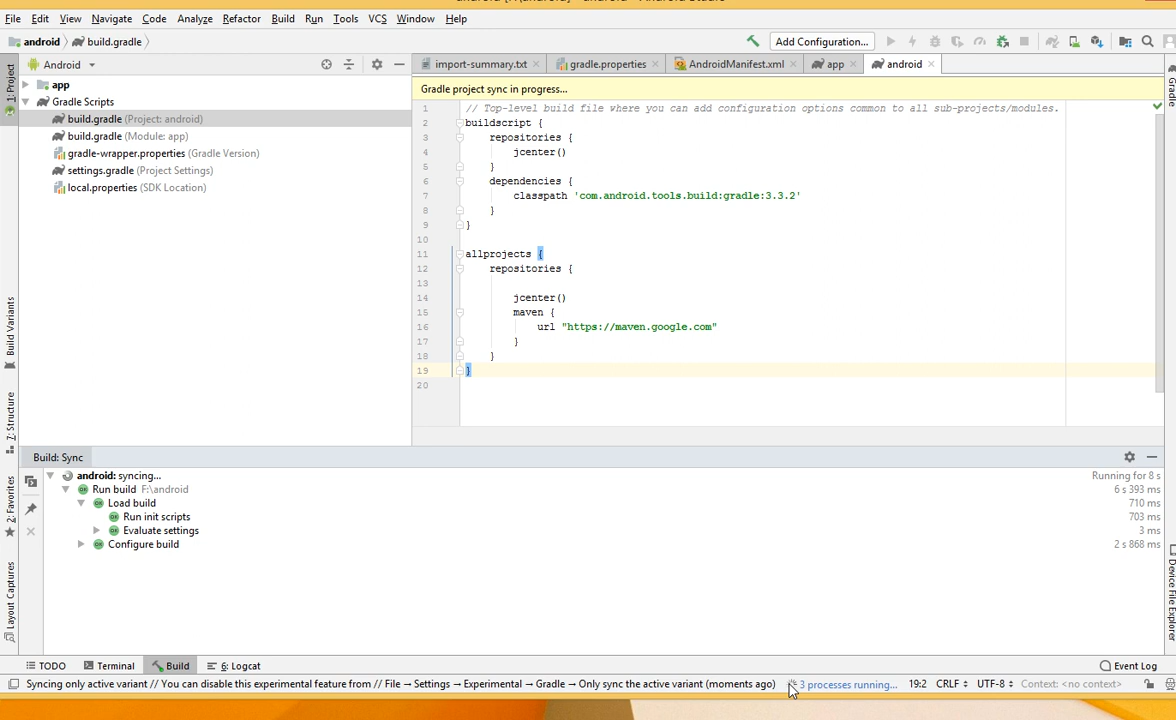 File Edit View Navigate Code Analyze Refactor Build Run Tools VCS Window Help
android build.gradle Add Configuration...
1: Project Android import-summary.txt gradle.properties AndroidManifest.xml app android Gradle
app
Gradle Scripts
build.gradle (Project: android)
build.gradle (Module: app)
gradle-wrapper.properties (Gradle Version)
settings.gradle (Project Settings)
local.properties (SDK Location)
Gradle project sync in progress...
1 // Top-level build file where you can add configuration options common to all sub-projects/modules.
2 buildscript {
3 repositories {
4 jcenter()
5 }
6 dependencies {
7 classpath 'com.android.tools.build:gradle:3.3.2'
8 }
9 }
10
11 allprojects {
12 repositories {
13
14 jcenter()
15 maven {
16 url "https://maven.google.com"
17 }
18 }
19 }
20
Build Variants
Z: Structure
2: Favorites
Layout Captures
Device File Explorer
Build: Sync
android: syncing... Running for 8 s
Run build F:\android 6 s 393 ms
Load build 710 ms
Run init scripts 703 ms
Evaluate settings 3 ms
Configure build 2 s 868 ms
TODO Terminal Build 6: Logcat Event Log
Syncing only active variant // You can disable this experimental feature from // File → Settings → Experimental → Gradle → Only sync the active variant (moments ago) 3 processes running... 19:2 CRLF UTF-8 Context: <no context>